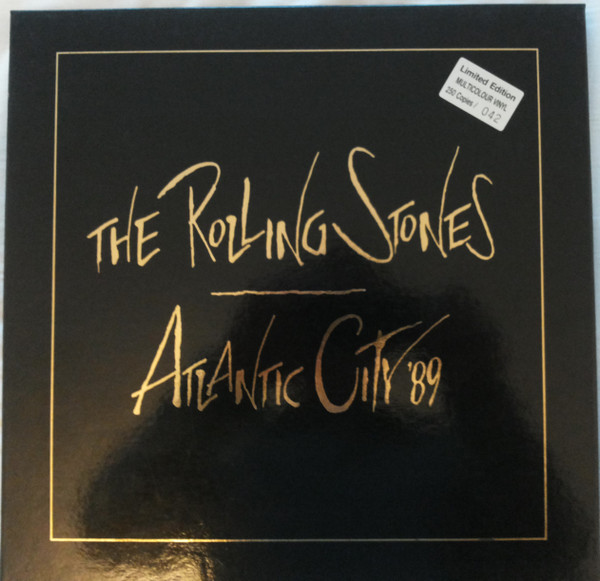 Limited Edition
MULTICOLOUR VINYL
250 Copies / 042
THE ROLLING STONES
ATLANTIC CITY '89